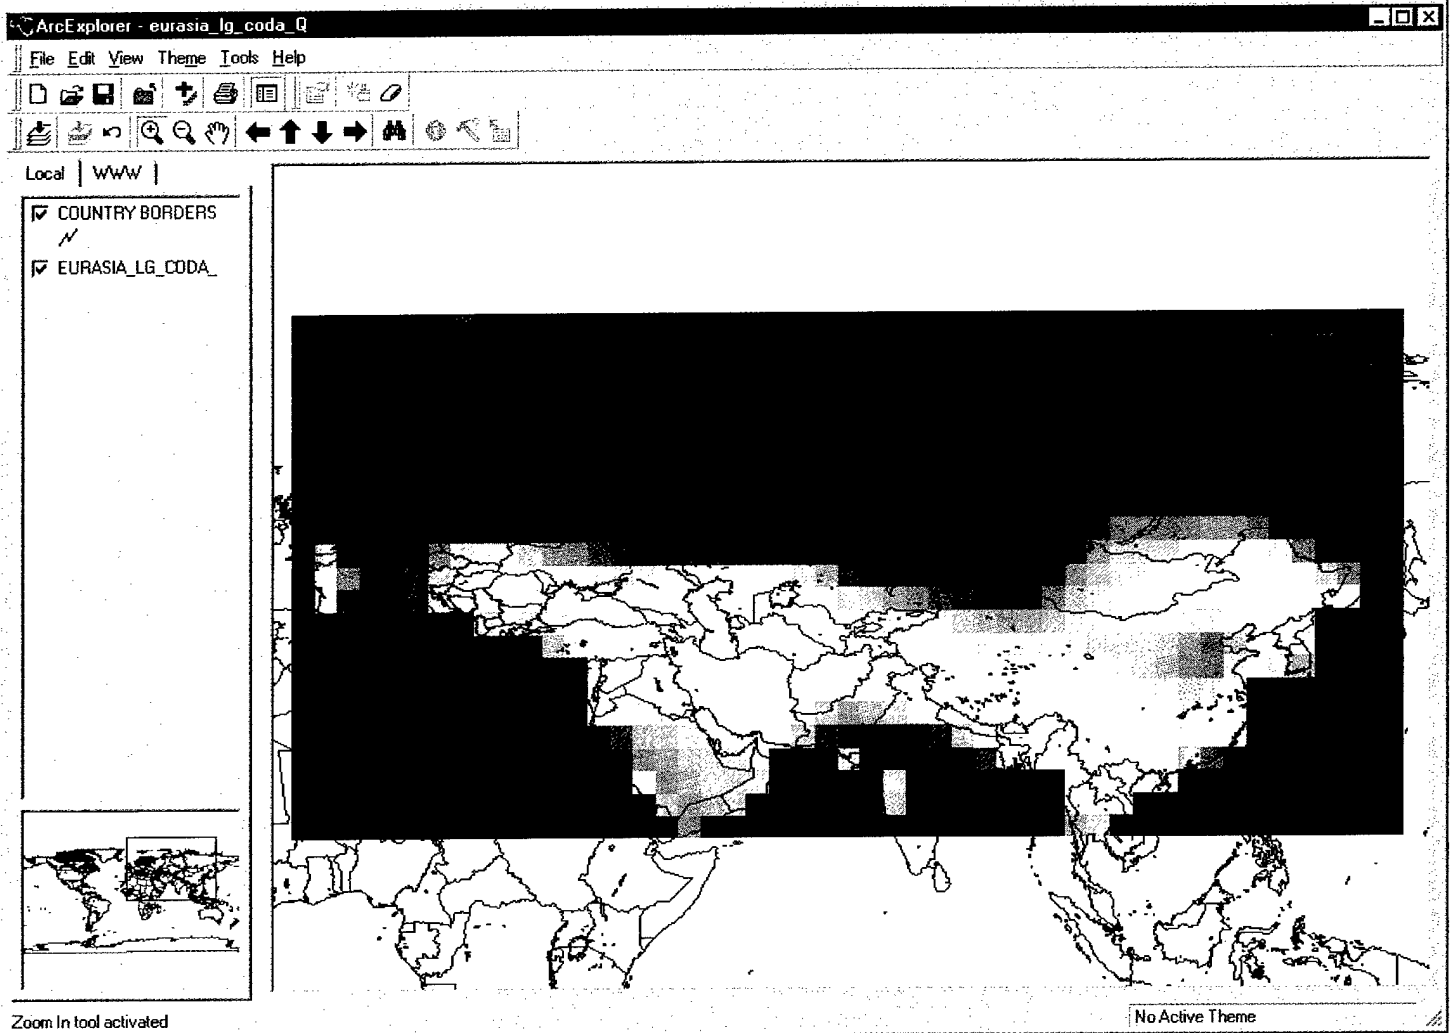 ArcExplorer - eurasia_lg_coda_Q
File Edit View Theme Tools Help
Local WWW
COUNTRY BORDERS
EURASIA_LG_CODA_
Zoom In tool activated
No Active Theme